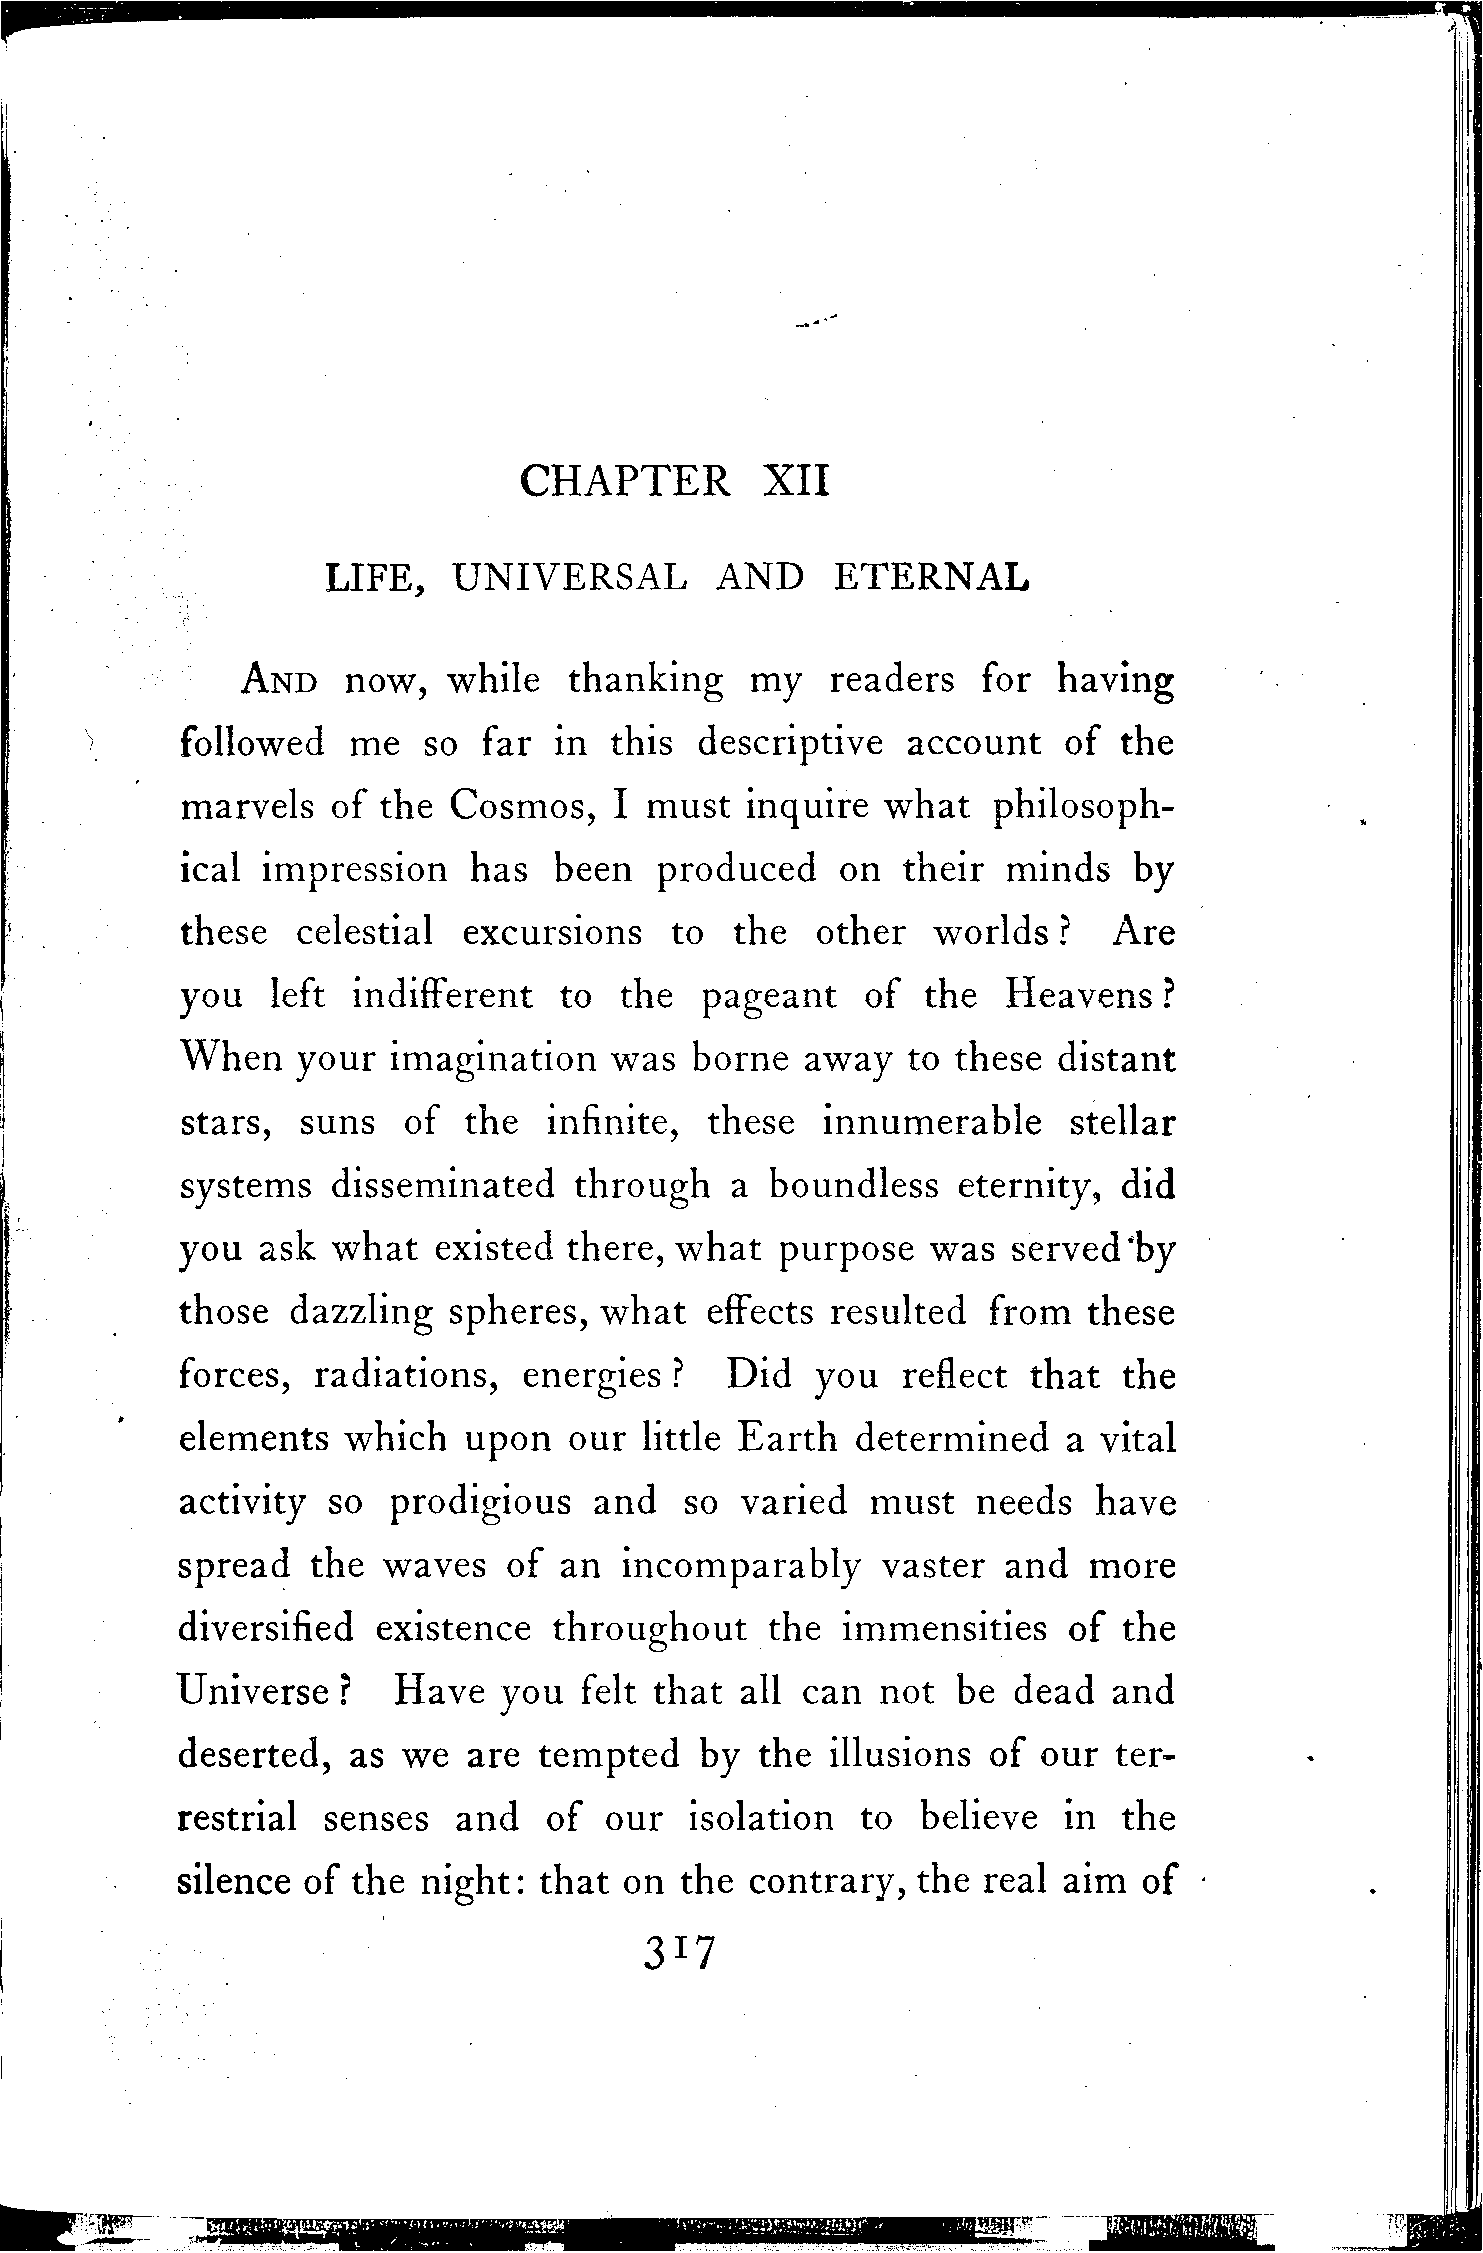 CHAPTER XII
LIFE, UNIVERSAL AND ETERNAL
AND now, while thanking my readers for having
followed me so far in this descriptive account of the
marvels of the Cosmos, I must inquire what philosoph-
ical impression has been produced on their minds by
these celestial excursions to the other worlds? Are
you left indifferent to the pageant of the Heavens?
When your imagination was borne away to these distant
stars, suns of the infinite, these innumerable stellar
systems disseminated through a boundless eternity, did
you ask what existed there, what purpose was served by
those dazzling spheres, what effects resulted from these
forces, radiations, energies? Did you reflect that the
elements which upon our little Earth determined a vital
activity so prodigious and so varied must needs have
spread the waves of an incomparably vaster and more
diversified existence throughout the immensities of the
Universe? Have you felt that all can not be dead and
deserted, as we are tempted by the illusions of our ter-
restrial senses and of our isolation to believe in the
silence of the night: that on the contrary, the real aim of
317